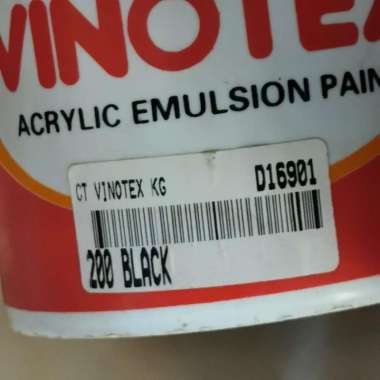 VINOTEX
ACRYLIC EMULSION PAIN
CT VINOTEX KG D16901
200 BLACK